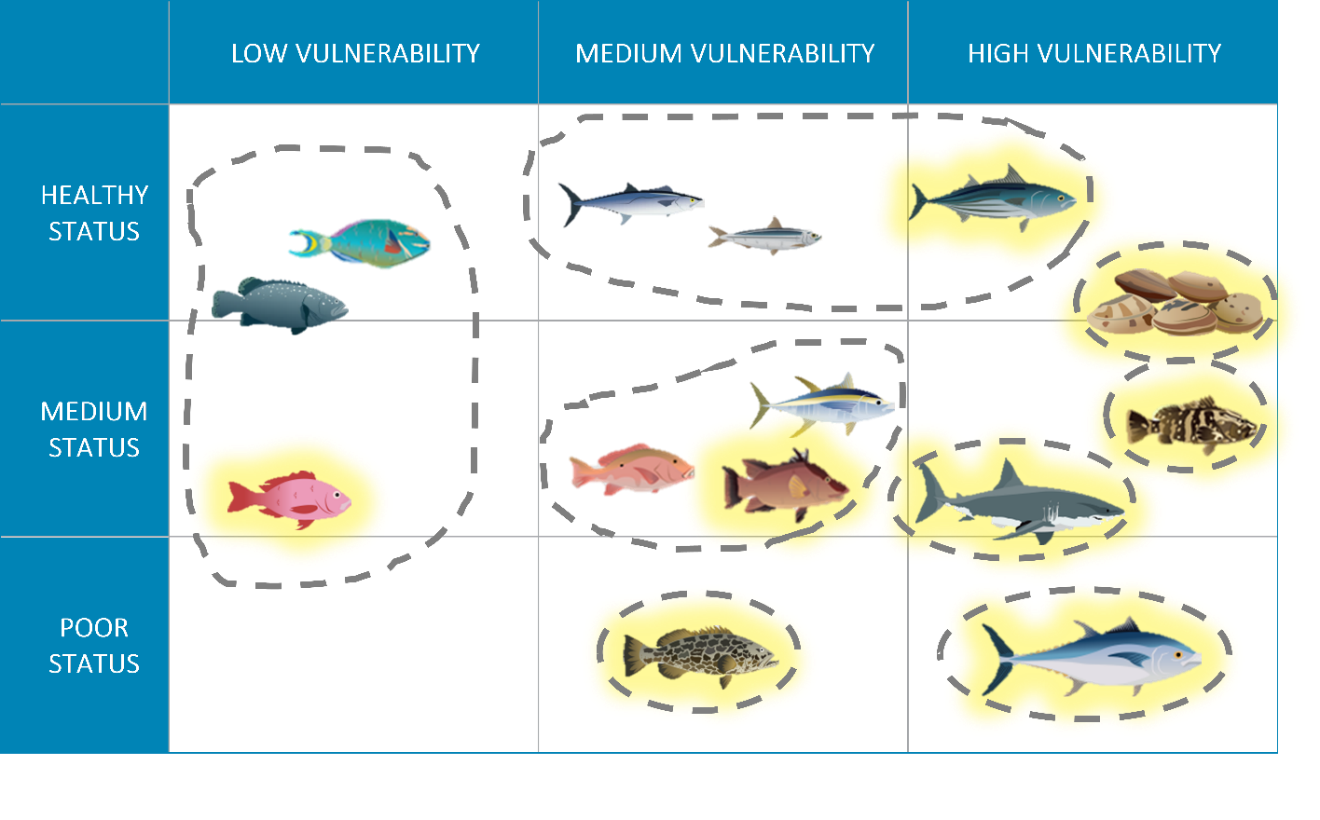 LOW VULNERABILITY
MEDIUM VULNERABILITY
HIGH VULNERABILITY
HEALTHY
STATUS
MEDIUM
STATUS
POOR
STATUS